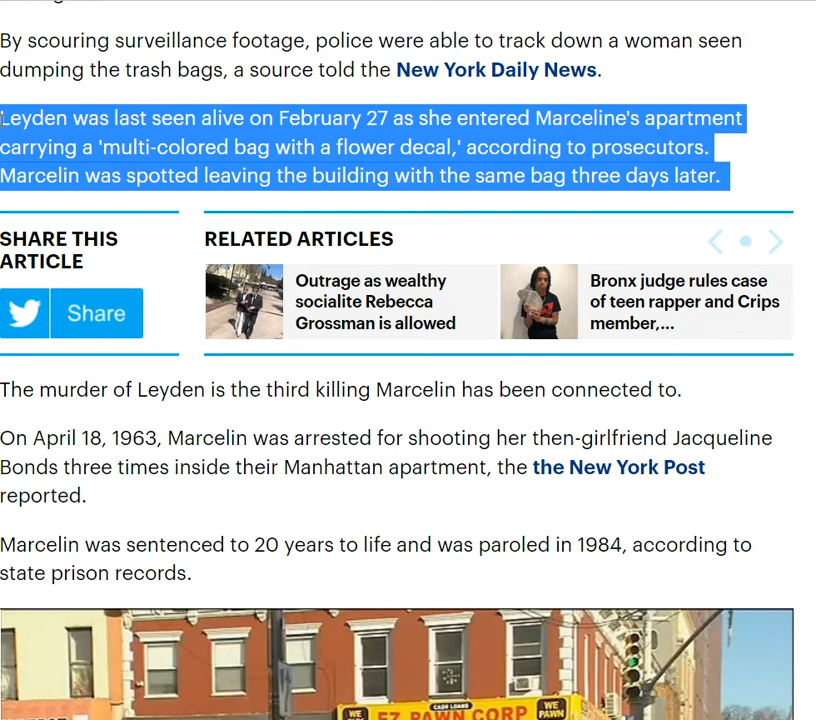 By scouring surveillance footage, police were able to track down a woman seen
dumping the trash bags, a source told the New York Daily News.
Leyden was last seen alive on February 27 as she entered Marceline's apartment
carrying a 'multi-colored bag with a flower decal,' according to prosecutors.
Marcelin was spotted leaving the building with the same bag three days later.
SHARE THIS
ARTICLE
Share
RELATED ARTICLES
Outrage as wealthy
socialite Rebecca
Grossman is allowed
Bronx judge rules case
of teen rapper and Crips
member,...
The murder of Leyden is the third killing Marcelin has been connected to.
On April 18, 1963, Marcelin was arrested for shooting her then-girlfriend Jacqueline
Bonds three times inside their Manhattan apartment, the the New York Post
reported.
Marcelin was sentenced to 20 years to life and was paroled in 1984, according to
state prison records.
CASH LOANS
WE
PAWN
EZ PAWN CORP
WE
PAWN